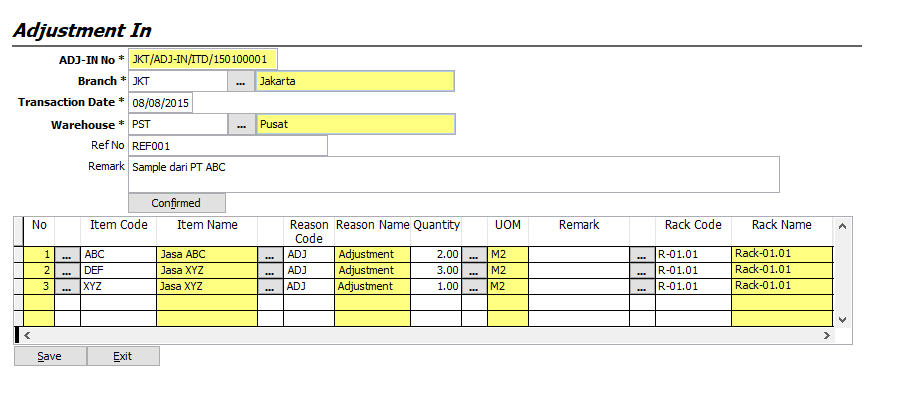 Adjustment In
ADJ-IN No * JKT/ADJ-IN/ITD/150100001
Branch * JKT ... Jakarta
Transaction Date * 08/08/2015
Warehouse * PST ... Pusat
Ref No REF001
Remark Sample dari PT ABC
Confirmed
No Item Code Item Name Reason Code Reason Name Quantity UOM Remark Rack Code Rack Name
1 ... ABC Jasa ABC ... ADJ Adjustment 2.00 ... M2 ... R-01.01 Rack-01.01
2 ... DEF Jasa XYZ ... ADJ Adjustment 3.00 ... M2 ... R-01.01 Rack-01.01
3 ... XYZ Jasa XYZ ... ADJ Adjustment 1.00 ... M2 ... R-01.01 Rack-01.01
Save Exit